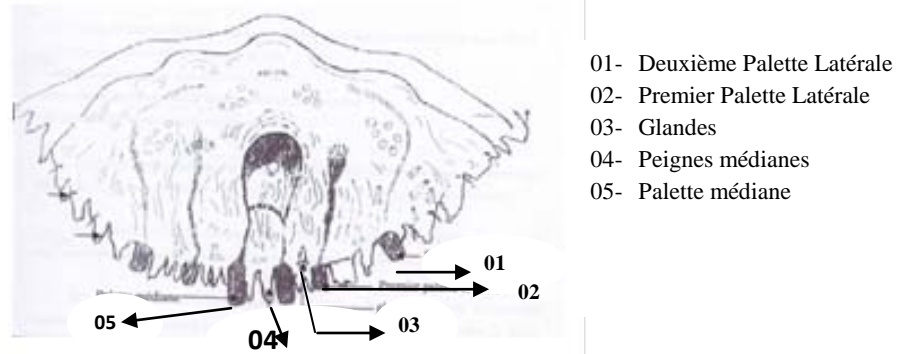 01- Deuxième Palette Latérale
02- Premier Palette Latérale
03- Glandes
04- Peignes médianes
05- Palette médiane
01
02
03
04
05